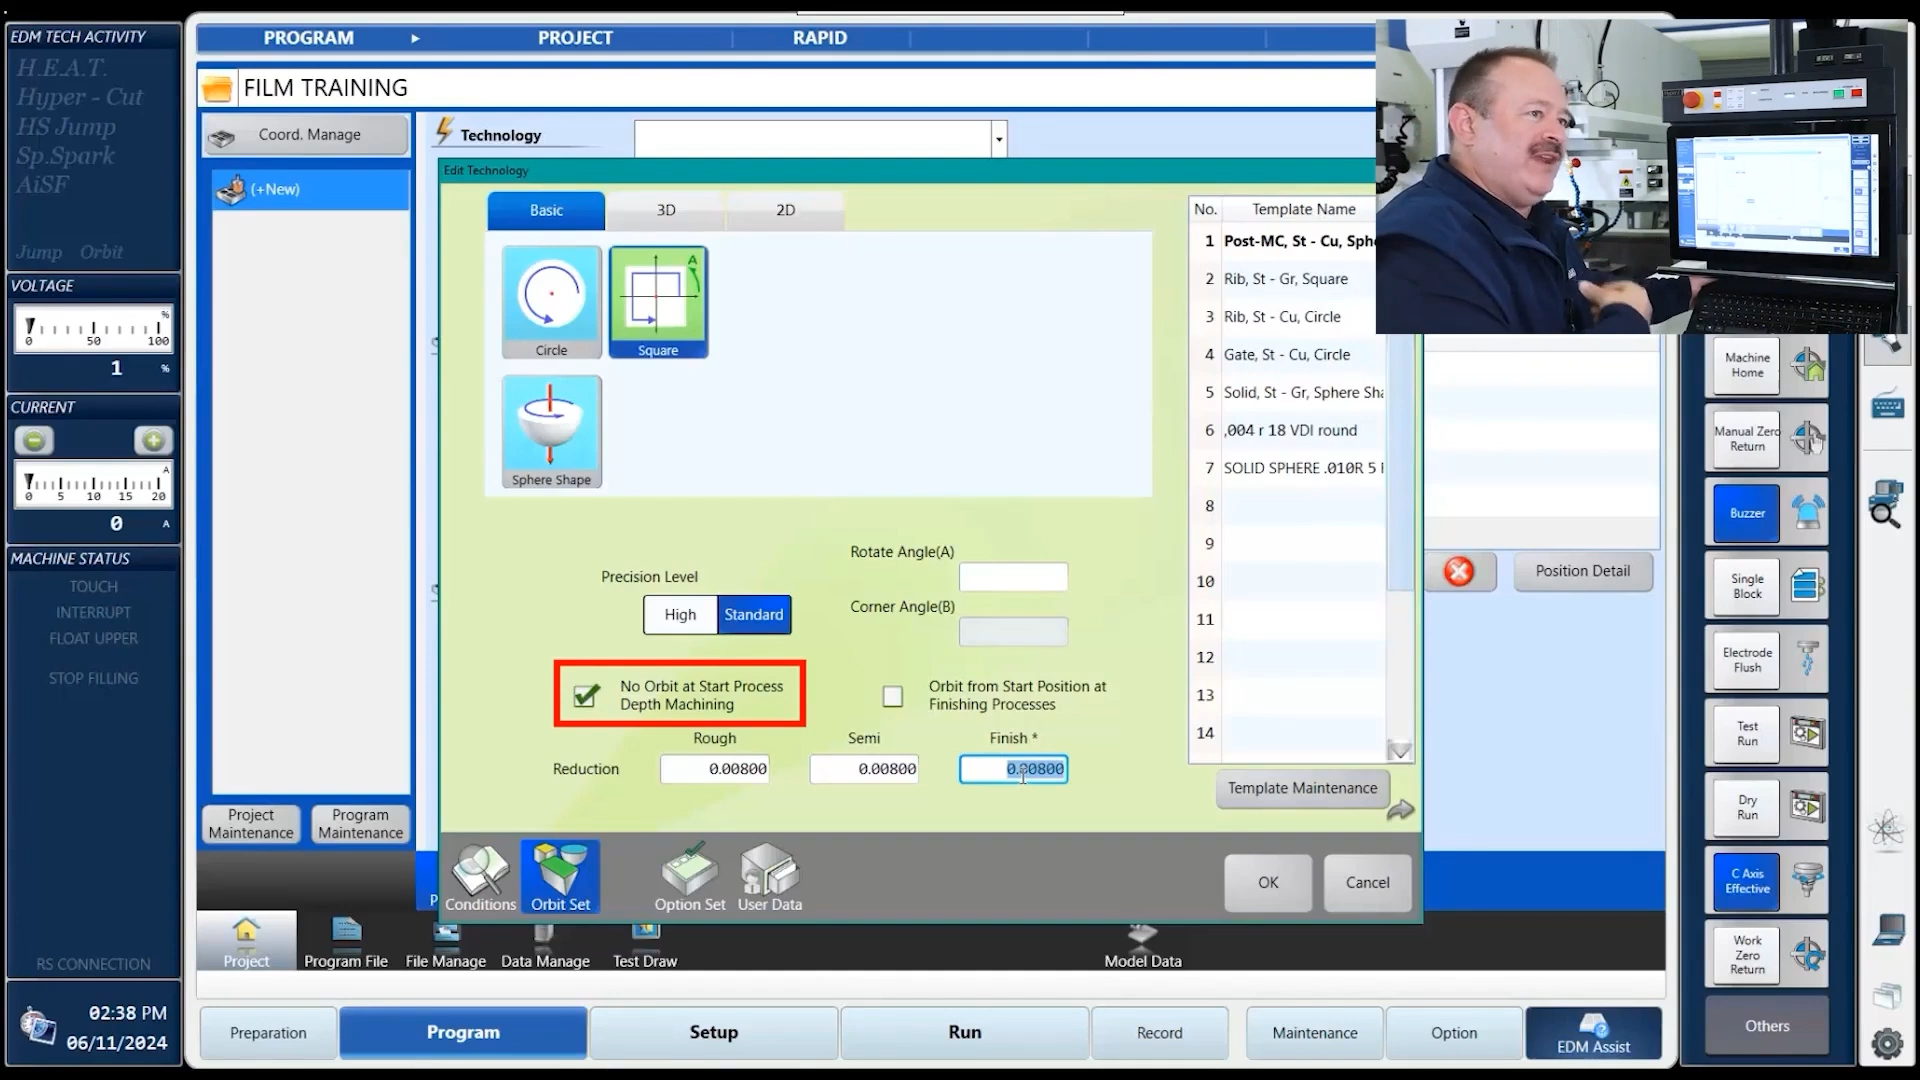 EDM TECH ACTIVITY
H.E.A.T.
Hyper - Cut
HS Jump
Sp.Spark
AiSF
Jump Orbit
VOLTAGE
%
0 50 100
1 %
CURRENT
A
0 5 10 15 20
0 A
MACHINE STATUS
TOUCH
INTERRUPT
FLOAT UPPER
STOP FILLING
RS CONNECTION
02:38 PM
06/11/2024
PROGRAM PROJECT RAPID
FILM TRAINING
Coord. Manage
(+New)
Project
Maintenance
Program
Maintenance
Technology
Edit Technology
Basic 3D 2D
A
Circle Square
Sphere Shape
Rotate Angle(A)
Precision Level
High Standard
Corner Angle(B)
No Orbit at Start Process
Depth Machining
Orbit from Start Position at
Finishing Processes
Rough Semi Finish *
Reduction 0.00800 0.00800 0.00800
No. Template Name
1 Post-MC, St - Cu, Sphe
2 Rib, St - Gr, Square
3 Rib, St - Cu, Circle
4 Gate, St - Cu, Circle
5 Solid, St - Gr, Sphere Sha
6 ,004 r 18 VDI round
7 SOLID SPHERE .010R 5
8
9
10
11
12
13
14
Template Maintenance
Conditions Orbit Set Option Set User Data
OK Cancel
Position Detail
Project Program File File Manage Data Manage Test Draw Model Data
Preparation Program Setup Run Record Maintenance Option EDM Assist
Machine
Home
Manual Zero
Return
Buzzer
Single
Block
Electrode
Flush
Test
Run
Dry
Run
C Axis
Effective
Work
Zero
Return
Others